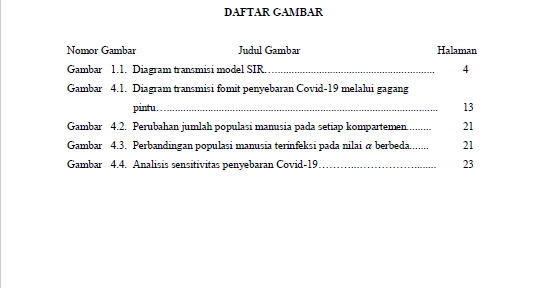 DAFTAR GAMBAR
Nomor Gambar Judul Gambar Halaman
Gambar 1.1. Diagram transmisi model SIR............................................................ 4
Gambar 4.1. Diagram transmisi fomit penyebaran Covid-19 melalui gagang
pintu.................................................................................................... 13
Gambar 4.2. Perubahan jumlah populasi manusia pada setiap kompartemen......... 21
Gambar 4.3. Perbandingan populasi manusia terinfeksi pada nilai α berbeda....... 21
Gambar 4.4. Analisis sensitivitas penyebaran Covid-19........................................ 23